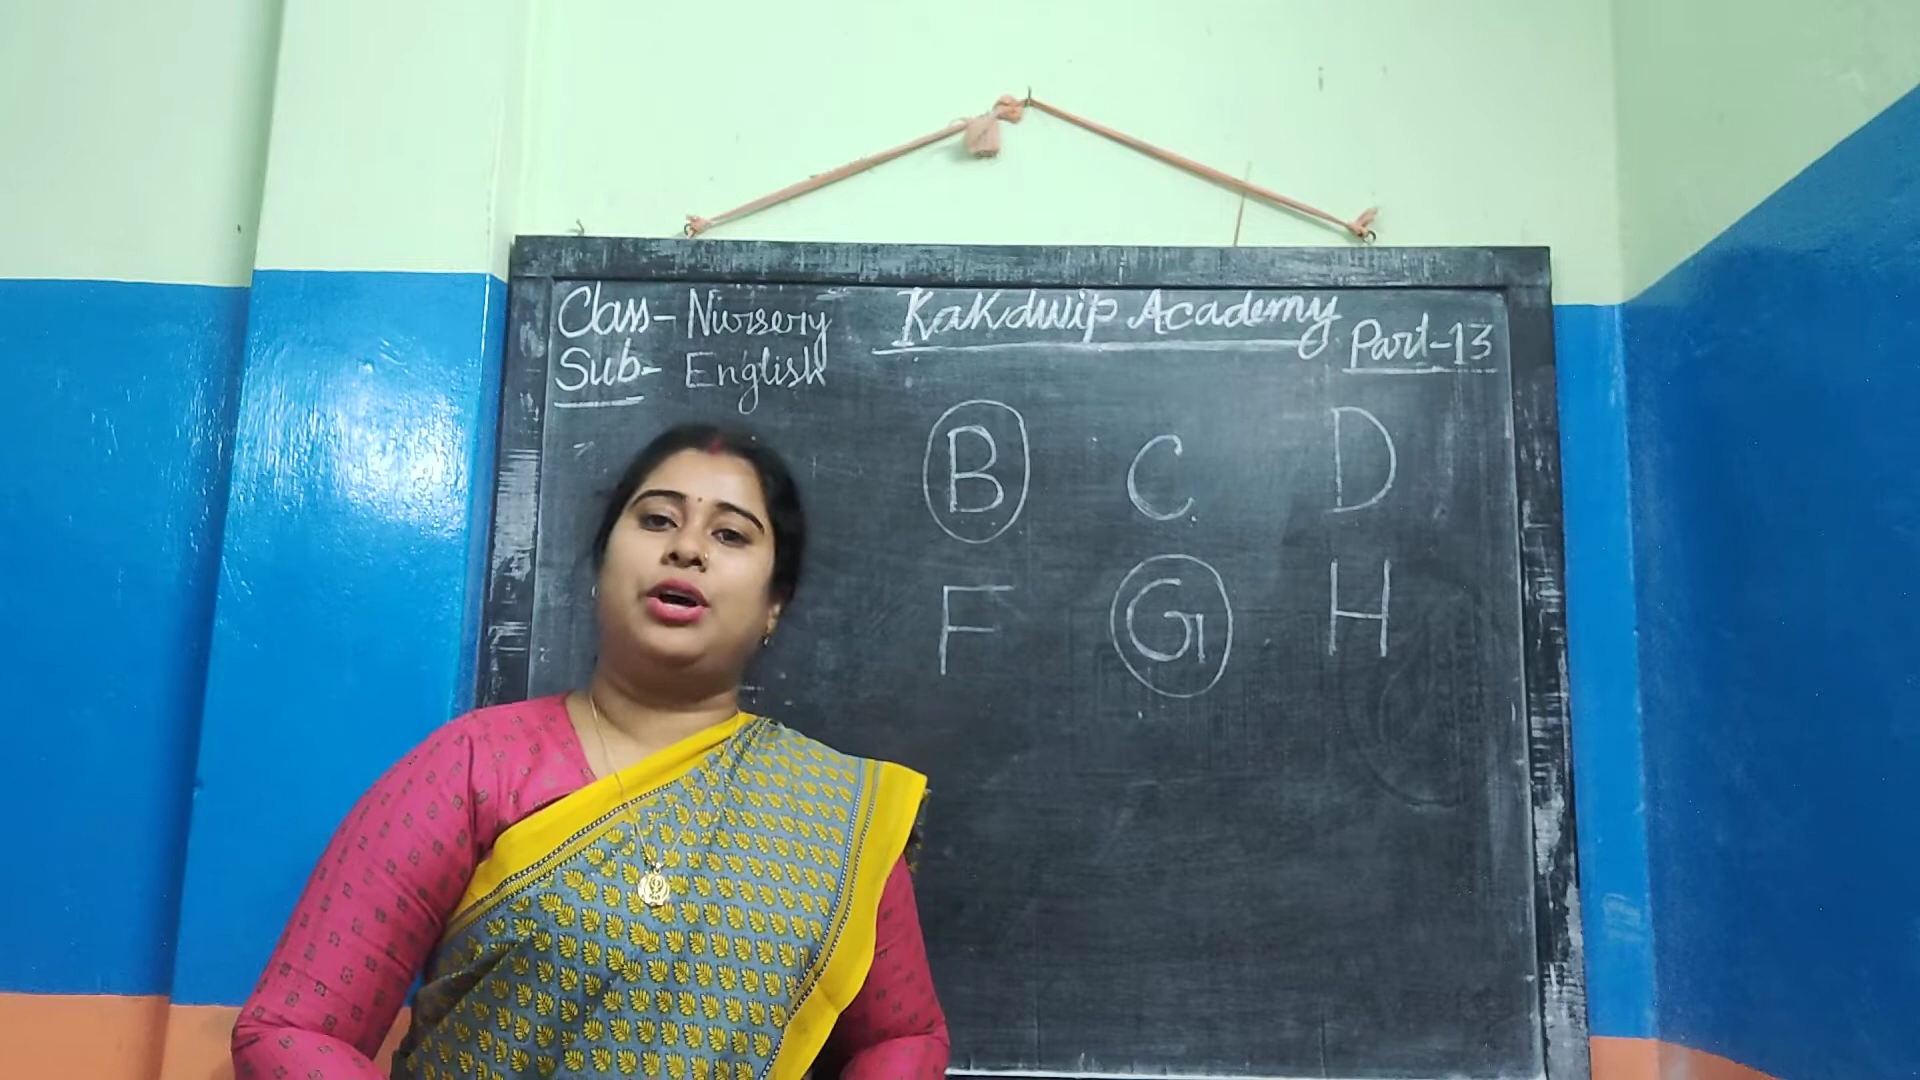 Class- Nursery
Kakdwip Academy
Part-13
Sub- English
B C D
F G H